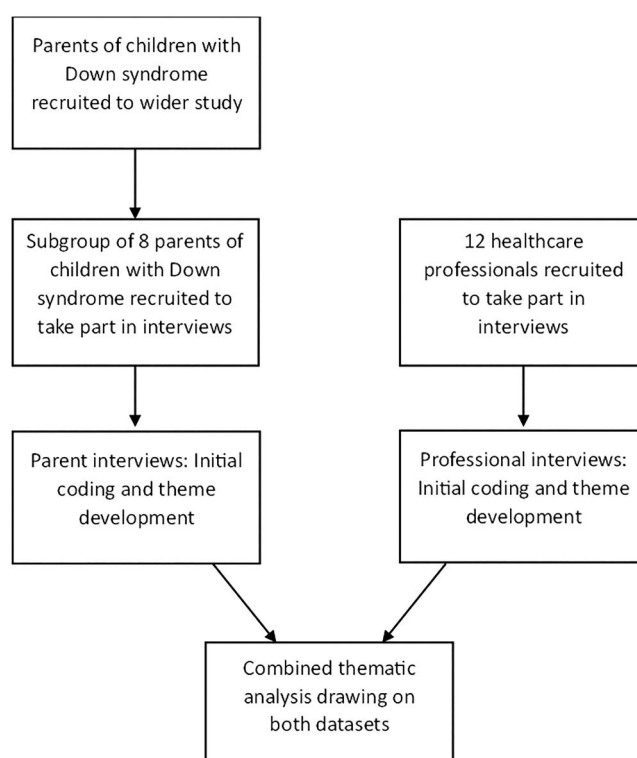 Parents of children with
Down syndrome
recruited to wider study
Subgroup of 8 parents of
children with Down
syndrome recruited to
take part in interviews
12 healthcare
professionals recruited
to take part in
interviews
Parent interviews: Initial
coding and theme
development
Professional interviews:
Initial coding and theme
development
Combined thematic
analysis drawing on
both datasets